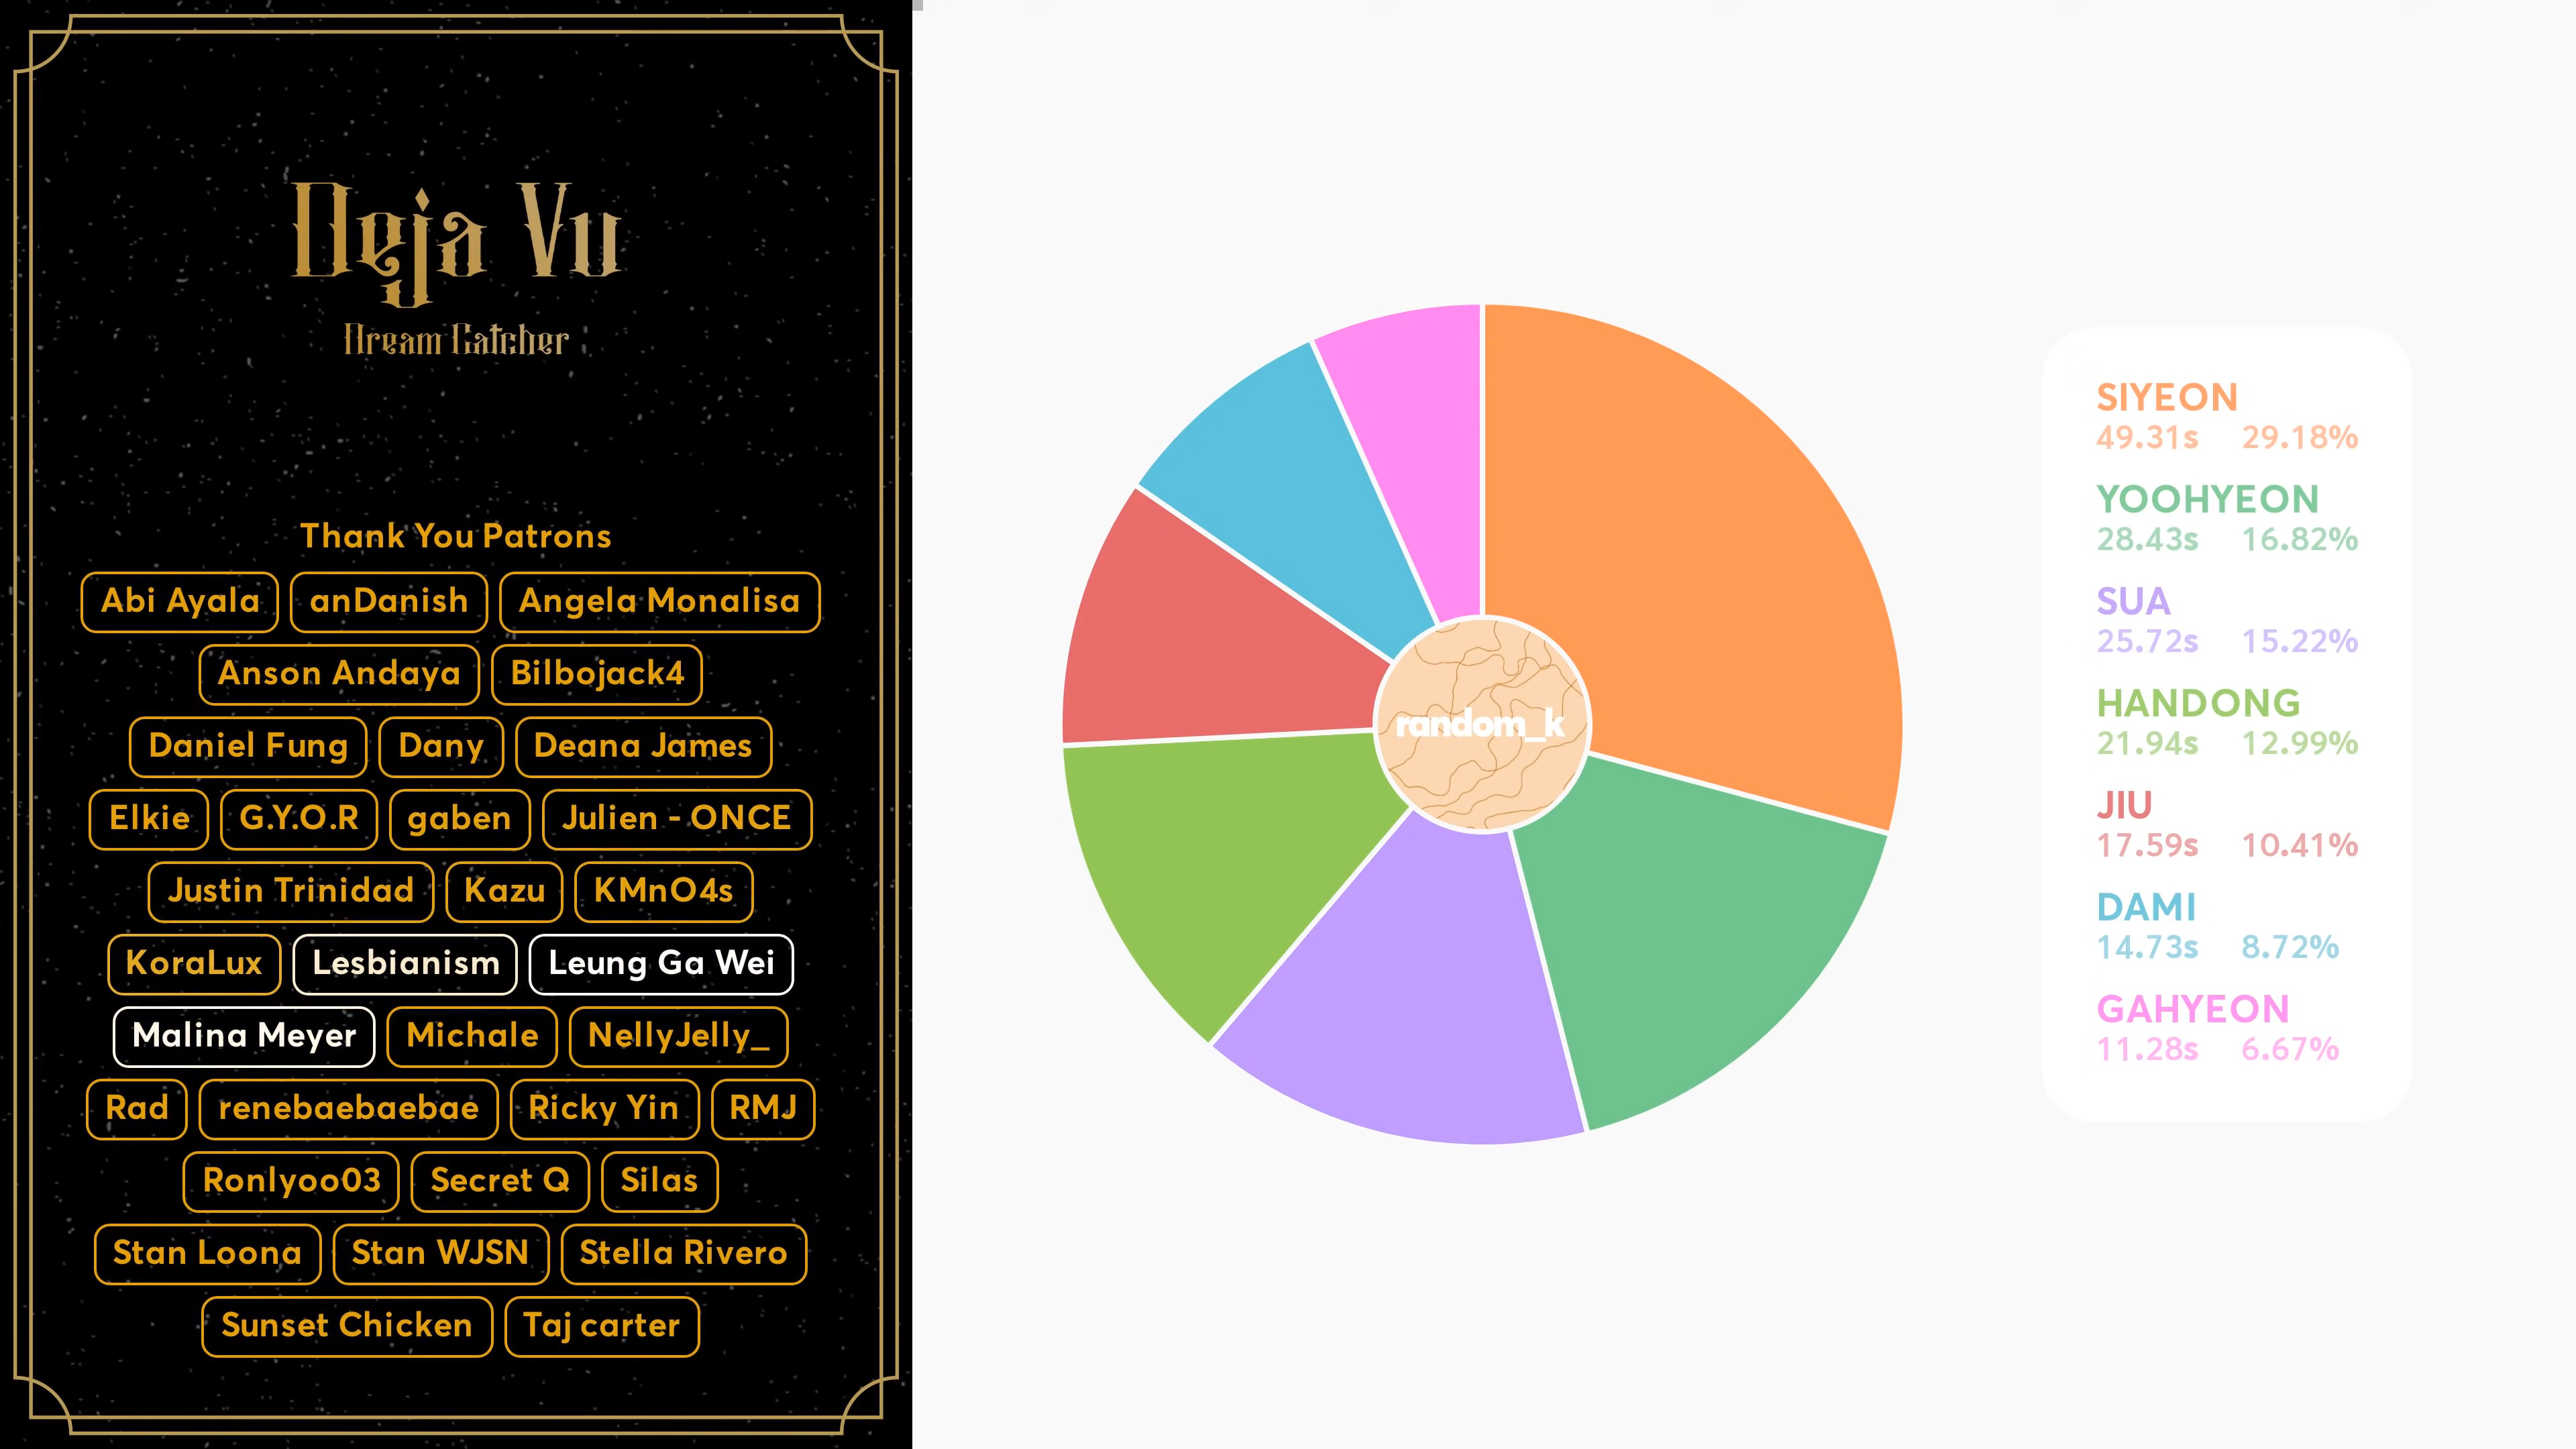 Deja Vu
Dream Catcher
Thank You Patrons
Abi Ayala anDanish Angela Monalisa
Anson Andaya Bilbojack4
Daniel Fung Dany Deana James
Elkie G.Y.O.R gaben Julien - ONCE
Justin Trinidad Kazu KMnO4s
KoraLux Lesbianism Leung Ga Wei
Malina Meyer Michale NellyJelly_
Rad renebaebaebae Ricky Yin RMJ
Ronlyoo03 Secret Q Silas
Stan Loona Stan WJSN Stella Rivero
Sunset Chicken Taj carter
random_k
SIYEON
49.31s 29.18%
YOOHYEON
28.43s 16.82%
SUA
25.72s 15.22%
HANDONG
21.94s 12.99%
JIU
17.59s 10.41%
DAMI
14.73s 8.72%
GAHYEON
11.28s 6.67%